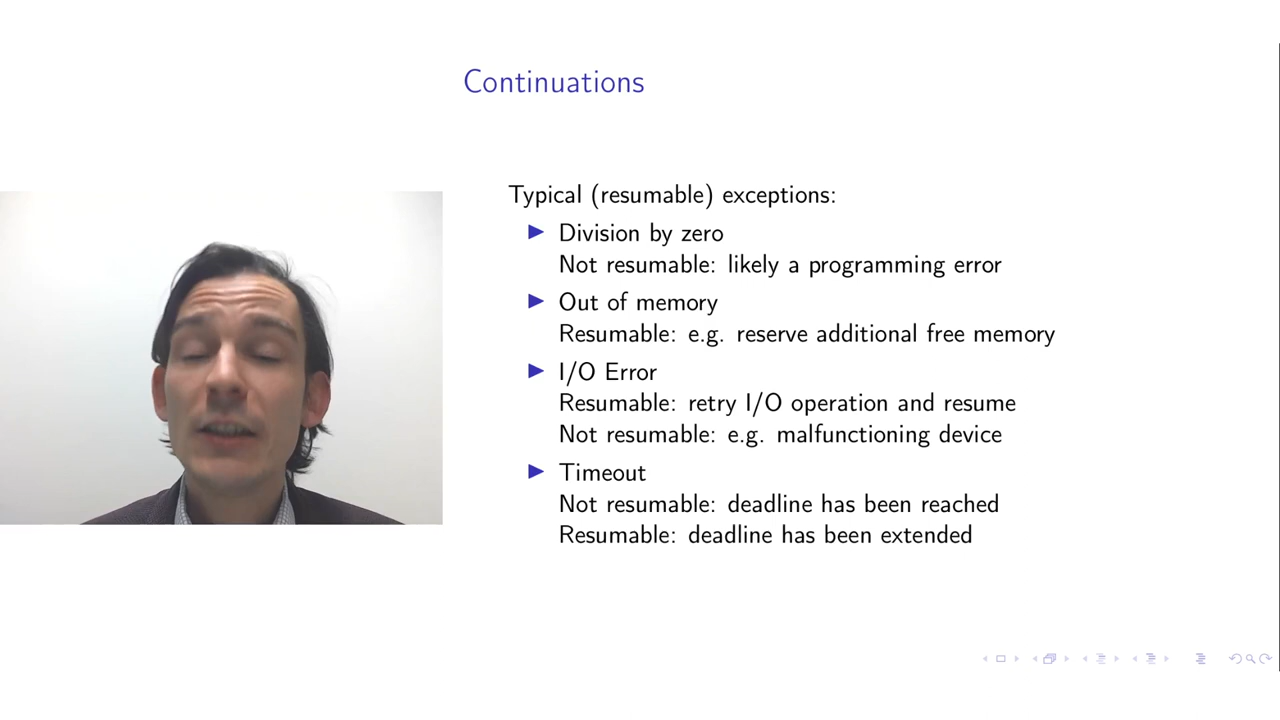 Continuations
Typical (resumable) exceptions:
Division by zero
Not resumable: likely a programming error
Out of memory
Resumable: e.g. reserve additional free memory
I/O Error
Resumable: retry I/O operation and resume
Not resumable: e.g. malfunctioning device
Timeout
Not resumable: deadline has been reached
Resumable: deadline has been extended